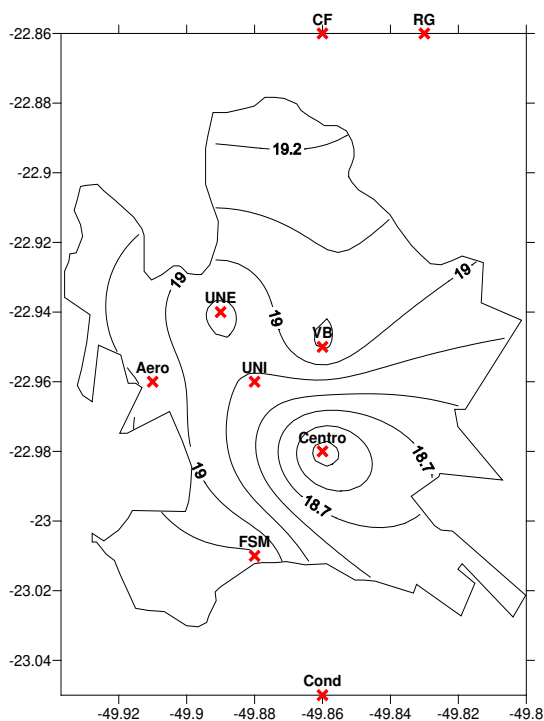 CF RG
-22.86
-22.88
19.2
-22.9
-22.92
19 19
UNE
-22.94
19
VB
Aero UNI
-22.96
Centro
-22.98
18.7
19
18.7
-23
FSM
-23.02
-23.04
Cond
-49.92 -49.9 -49.88 -49.86 -49.84 -49.82 -49.8